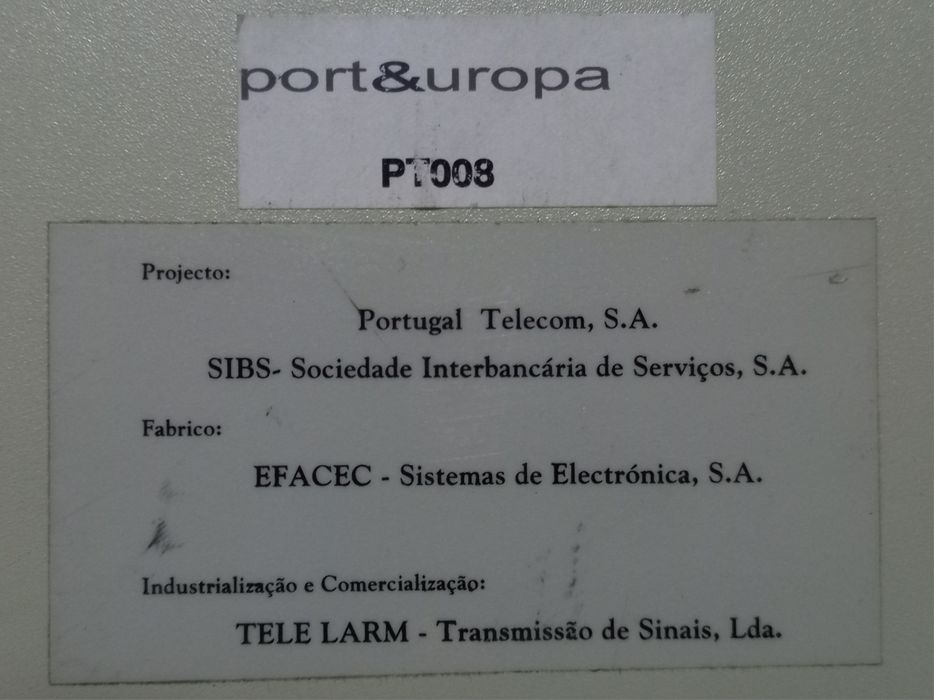 port&uropa
PT008
Projecto:
Portugal Telecom, S.A.
SIBS- Sociedade Interbancária de Serviços, S.A.
Fabrico:
EFACEC - Sistemas de Electrónica, S.A.
Industrialização e Comercialização:
TELE LARM - Transmissão de Sinais, Lda.